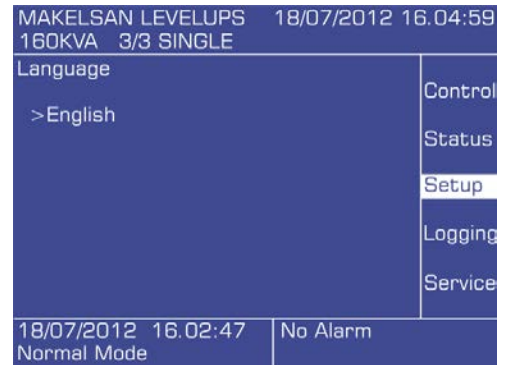 MAKELSAN LEVELUPS 18/07/2012 16.04:59
160KVA 3/3 SINGLE
Language
>English
Control
Status
Setup
Logging
Service
18/07/2012 16.02:47 No Alarm
Normal Mode